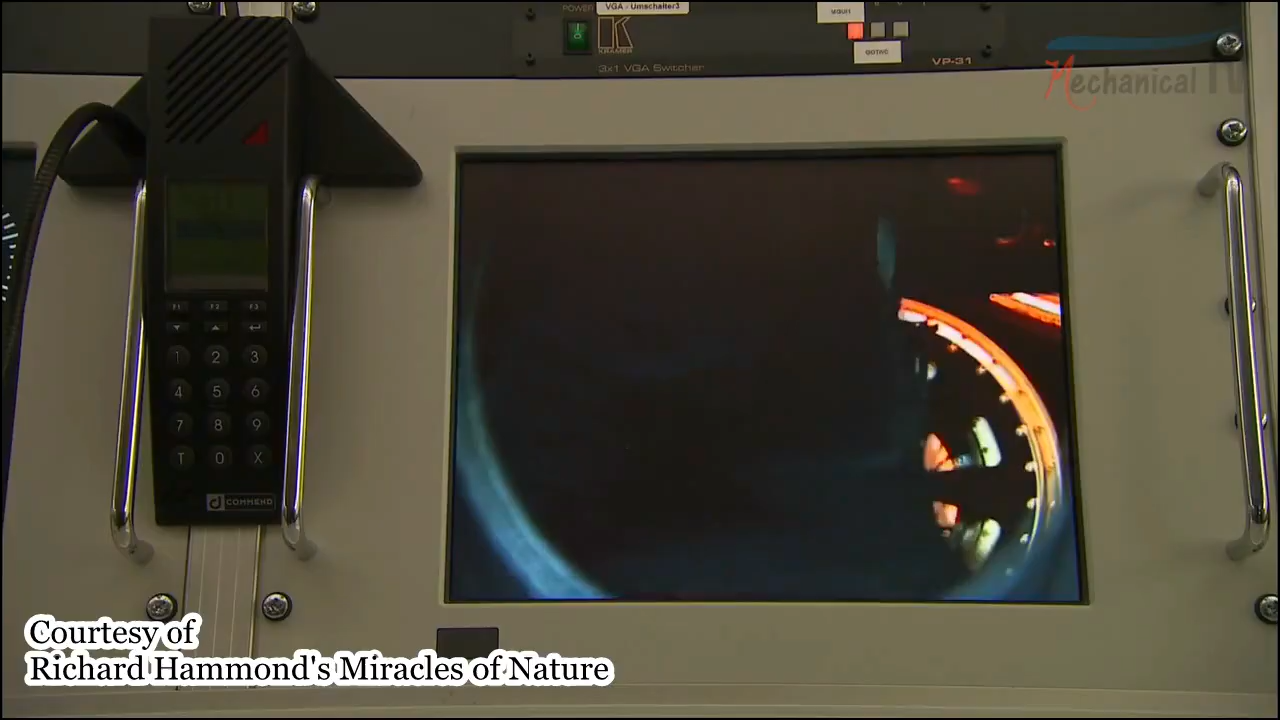 POWER
VGA - Umschalter3
K
KRAMER
3x1 VGA Switcher
VP-31
Mechanical TV
F1 F2 F3
1 2 3
4 5 6
7 8 9
T 0 X
COMMEND
Courtesy of
Richard Hammond's Miracles of Nature